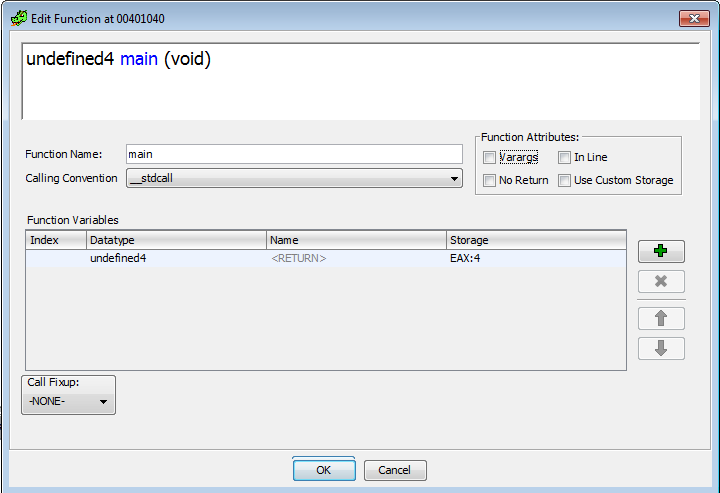 Edit Function at 00401040
undefined4 main (void)
Function Attributes:
Function Name: main
Varargs In Line
Calling Convention __stdcall
No Return Use Custom Storage
Function Variables
Index Datatype Name Storage
undefined4 <RETURN> EAX:4
Call Fixup:
-NONE-
OK Cancel